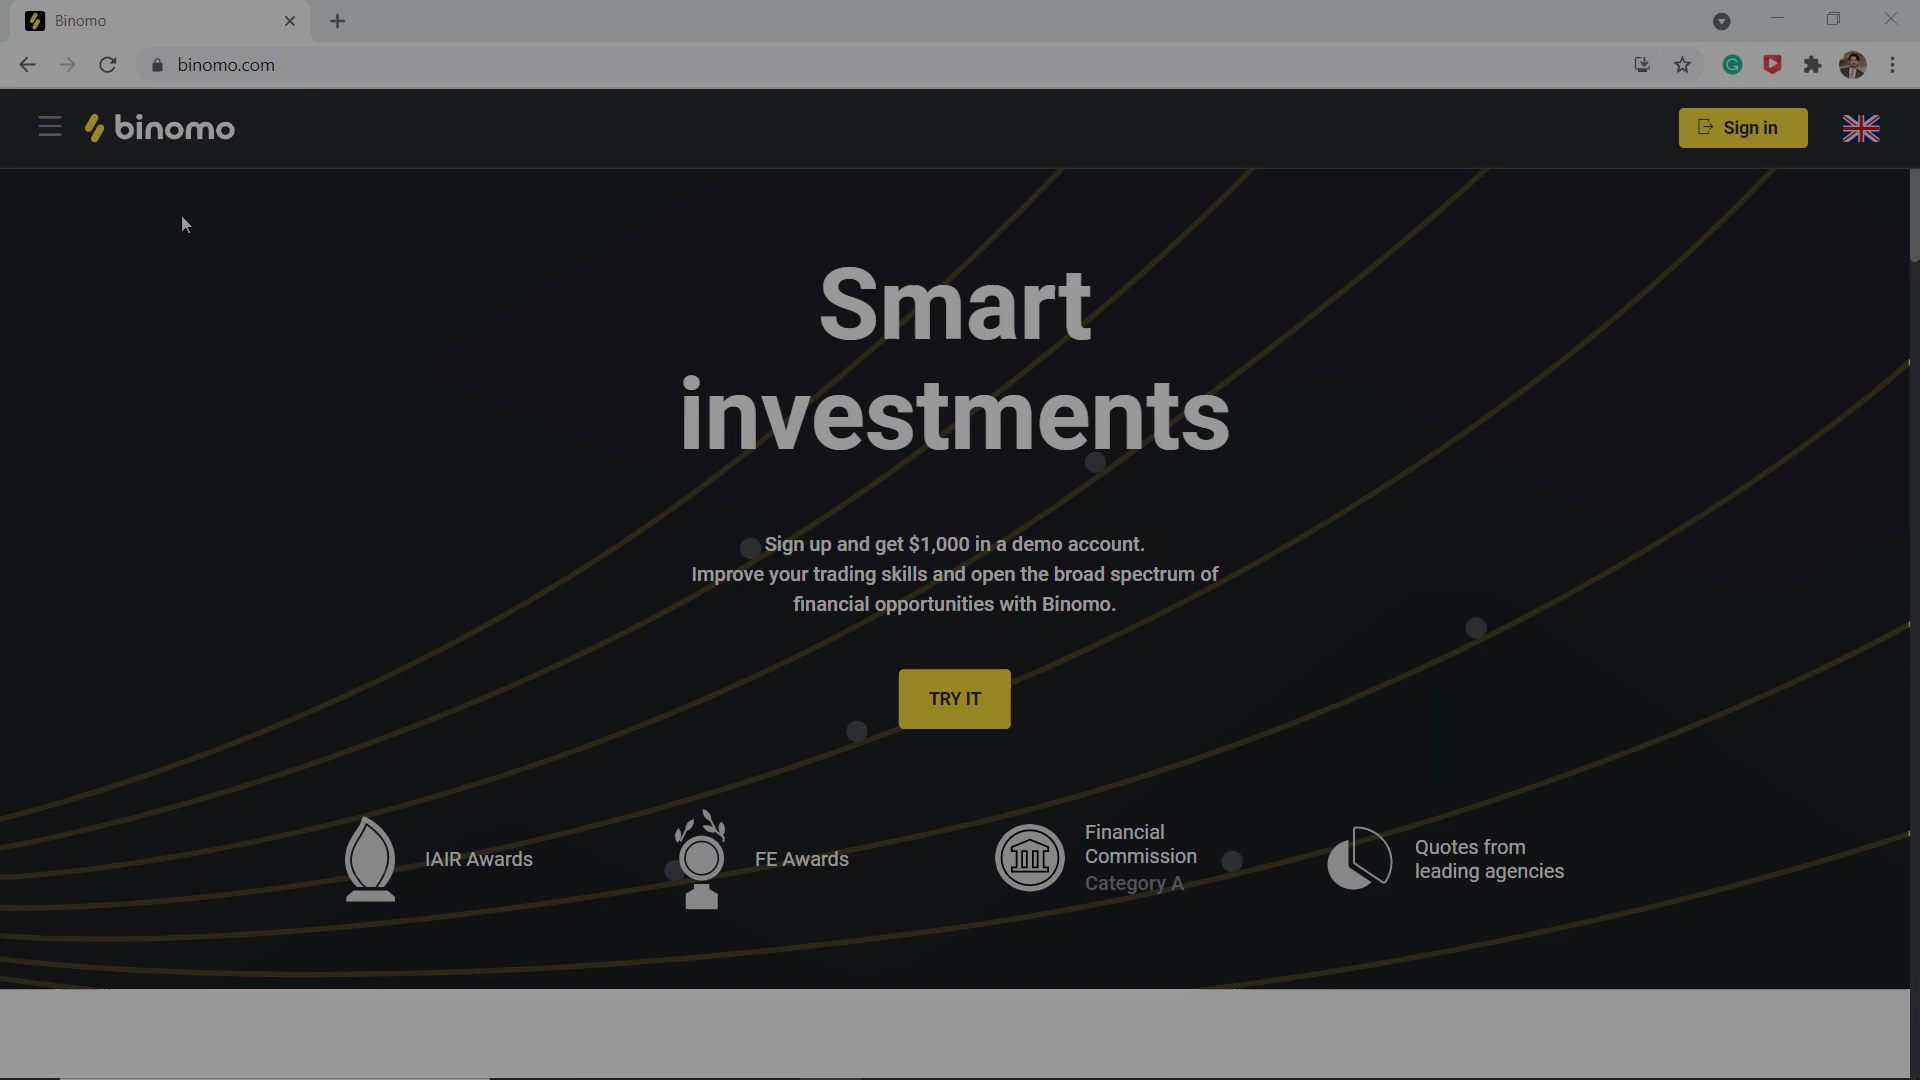 Binomo
binomo.com
binomo
Sign in
Smart
investments
Sign up and get $1,000 in a demo account.
Improve your trading skills and open the broad spectrum of
financial opportunities with Binomo.
TRY IT
IAIR Awards
FE Awards
Financial
Commission
Category A
Quotes from
leading agencies